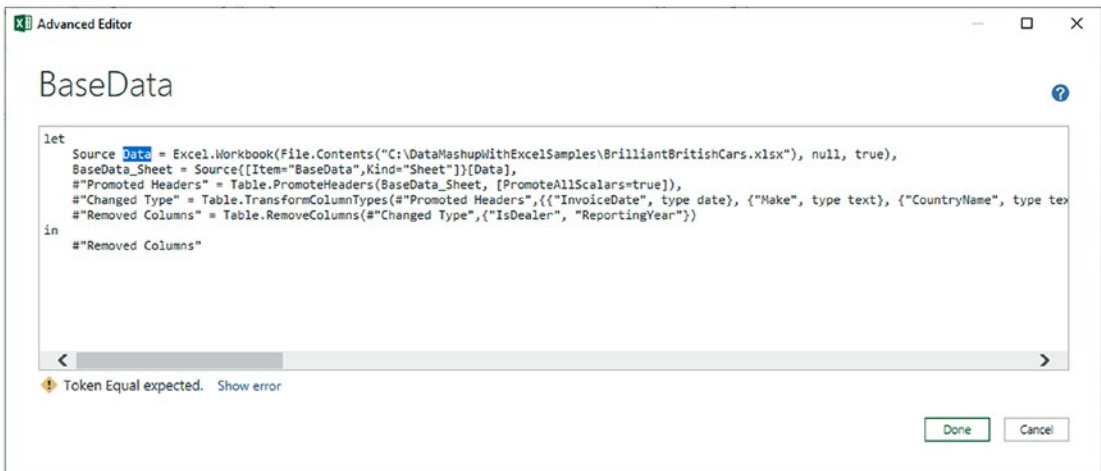 Advanced Editor
BaseData
let
Source Data = Excel.Workbook(File.Contents("C:\DataMashupWithExcelSamples\BrilliantBritishCars.xlsx"), null, true),
BaseData_Sheet = Source{[Item="BaseData",Kind="Sheet"]}[Data],
#"Promoted Headers" = Table.PromoteHeaders(BaseData_Sheet, [PromoteAllScalars=true]),
#"Changed Type" = Table.TransformColumnTypes(#"Promoted Headers",{{"InvoiceDate", type date}, {"Make", type text}, {"CountryName", type tex
#"Removed Columns" = Table.RemoveColumns(#"Changed Type",{"IsDealer", "ReportingYear"})
in
#"Removed Columns"
Token Equal expected. Show error
Done Cancel